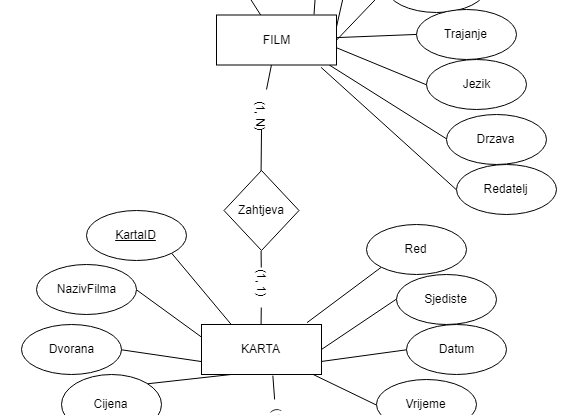 FILM
Trajanje
Jezik
(1, N)
Drzava
Redatelj
Zahtjeva
KartaID
Red
(1, 1)
NazivFilma
Sjediste
Dvorana
KARTA
Datum
Cijena
Vrijeme